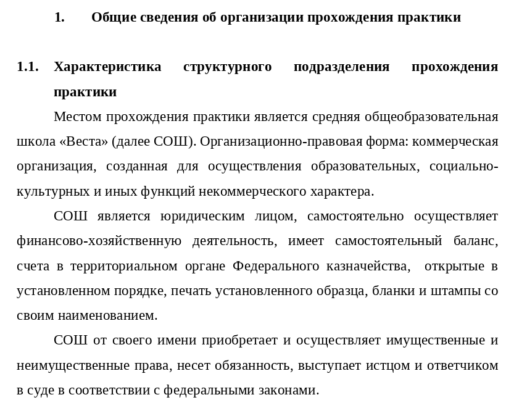 1. Общие сведения об организации прохождения практики
1.1. Характеристика структурного подразделения прохождения
практики
Местом прохождения практики является средняя общеобразовательная
школа «Веста» (далее СОШ). Организационно-правовая форма: коммерческая
организация, созданная для осуществления образовательных, социально-
культурных и иных функций некоммерческого характера.
СОШ является юридическим лицом, самостоятельно осуществляет
финансово-хозяйственную деятельность, имеет самостоятельный баланс,
счета в территориальном органе Федерального казначейства, открытые в
установленном порядке, печать установленного образца, бланки и штампы со
своим наименованием.
СОШ от своего имени приобретает и осуществляет имущественные и
неимущественные права, несет обязанность, выступает истцом и ответчиком
в суде в соответствии с федеральными законами.